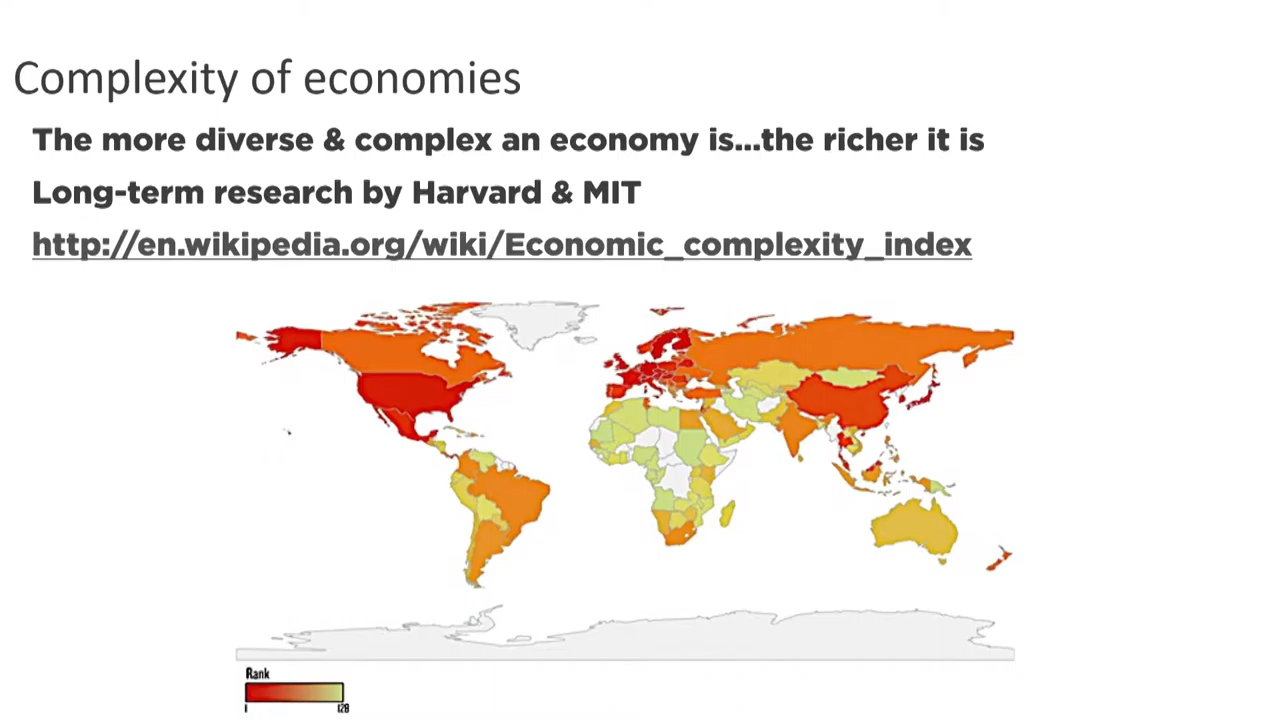 Complexity of economies
The more diverse & complex an economy is...the richer it is
Long-term research by Harvard & MIT
http://en.wikipedia.org/wiki/Economic_complexity_index
Rank
1 128